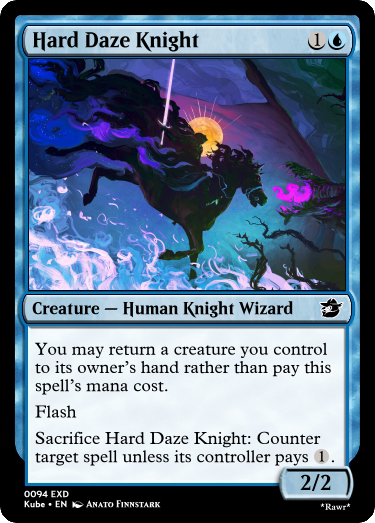 Hard Daze Knight 1
Creature — Human Knight Wizard
You may return a creature you control
to its owner's hand rather than pay this
spell's mana cost.
Flash
Sacrifice Hard Daze Knight: Counter
target spell unless its controller pays 1.
2/2
0094 EXD
Kube • EN Anato Finnstark
*Rawr*